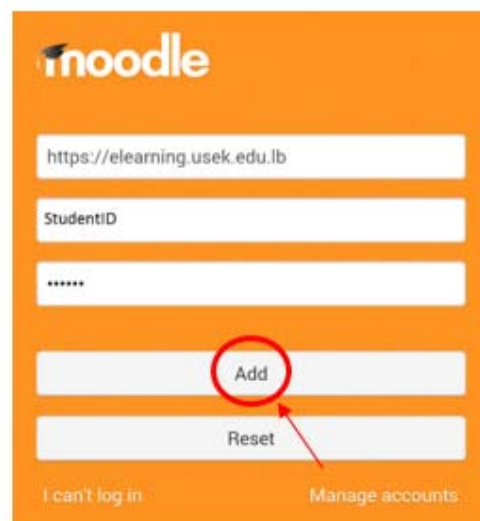 moodle
https://elearning.usek.edu.lb
StudentID
••••••
Add
Reset
I can't log in
Manage accounts